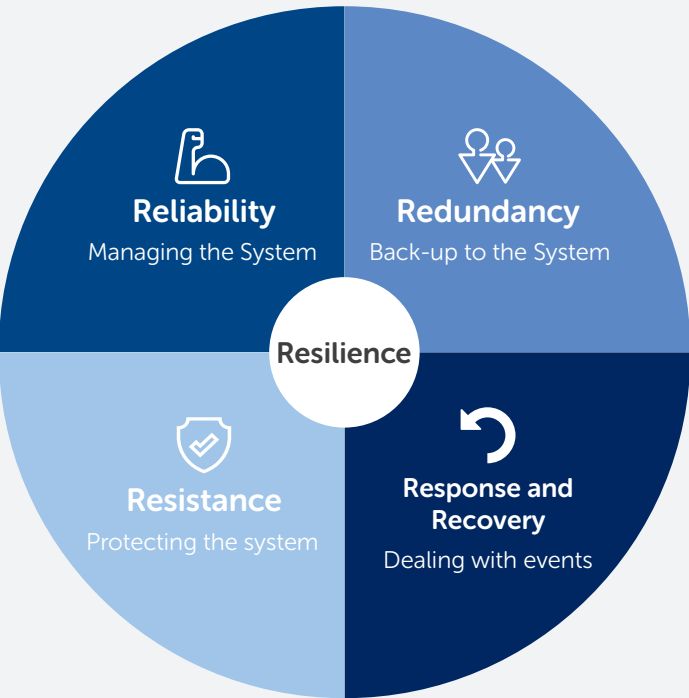 Reliability
Managing the System
Redundancy
Back-up to the System
Resilience
Resistance
Protecting the system
Response and
Recovery
Dealing with events